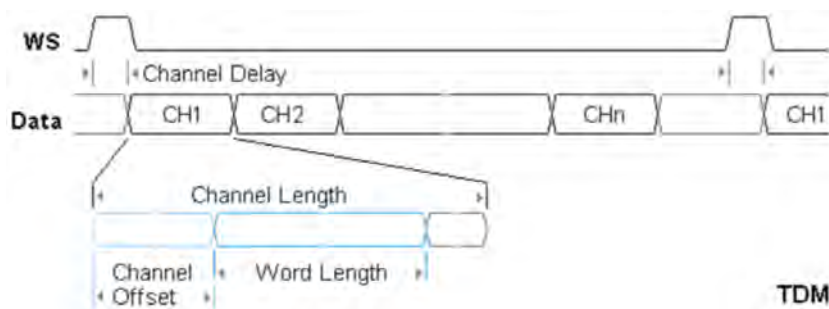 WS
Channel Delay
Data
CH1
CH2
CHn
CH1
Channel Length
Channel
Offset
Word Length
TDM